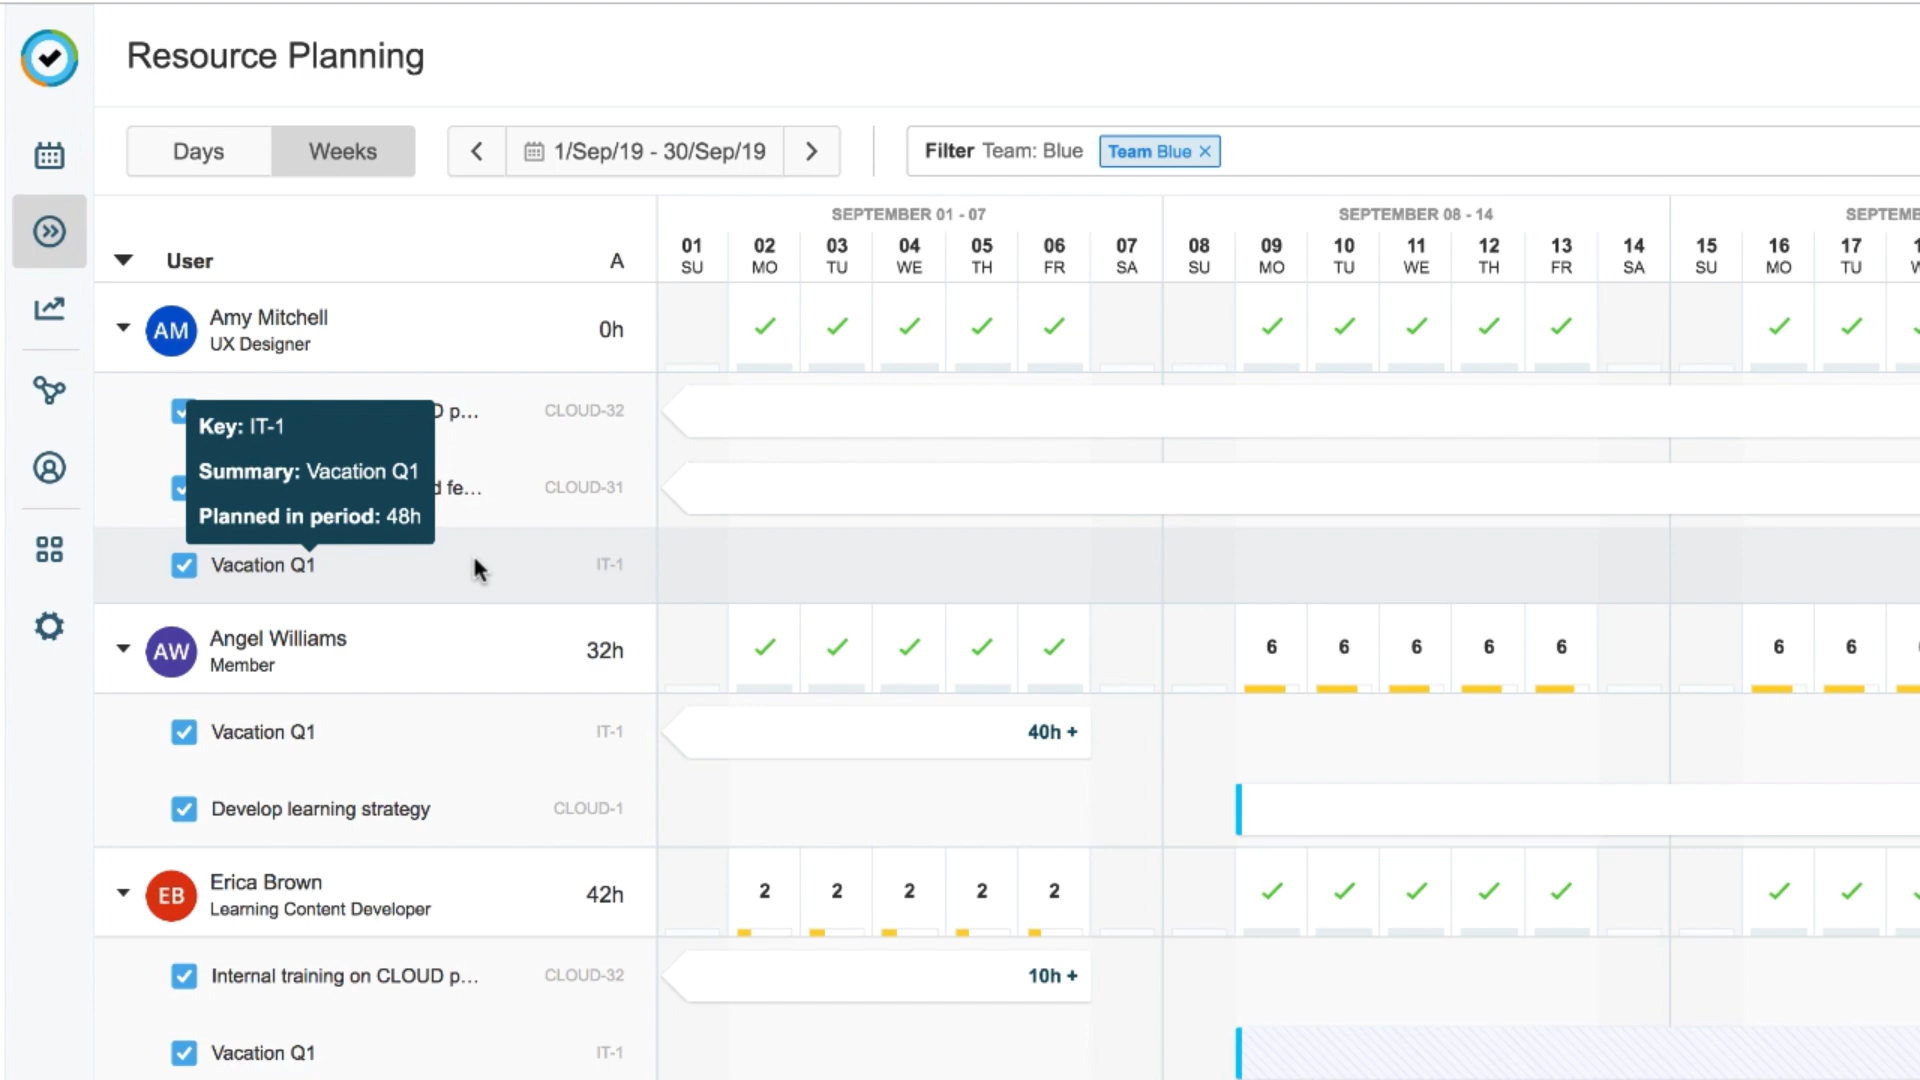 Resource Planning
Days Weeks 1/Sep/19 - 30/Sep/19 Filter Team: Blue Team Blue ×
SEPTEMBER 01 - 07 SEPTEMBER 08 - 14 SEPTEMB
User A 01 02 03 04 05 06 07 08 09 10 11 12 13 14 15 16 17
SU MO TU WE TH FR SA SU MO TU WE TH FR SA SU MO TU
AM Amy Mitchell 0h
UX Designer
D p... CLOUD-32
Key: IT-1
Summary: Vacation Q1
d fe... CLOUD-31
Planned in period: 48h
Vacation Q1 IT-1
AW Angel Williams 32h 6 6 6 6 6 6 6
Member
Vacation Q1 IT-1 40h +
Develop learning strategy CLOUD-1
EB Erica Brown 42h 2 2 2 2 2
Learning Content Developer
Internal training on CLOUD p... CLOUD-32 10h +
Vacation Q1 IT-1